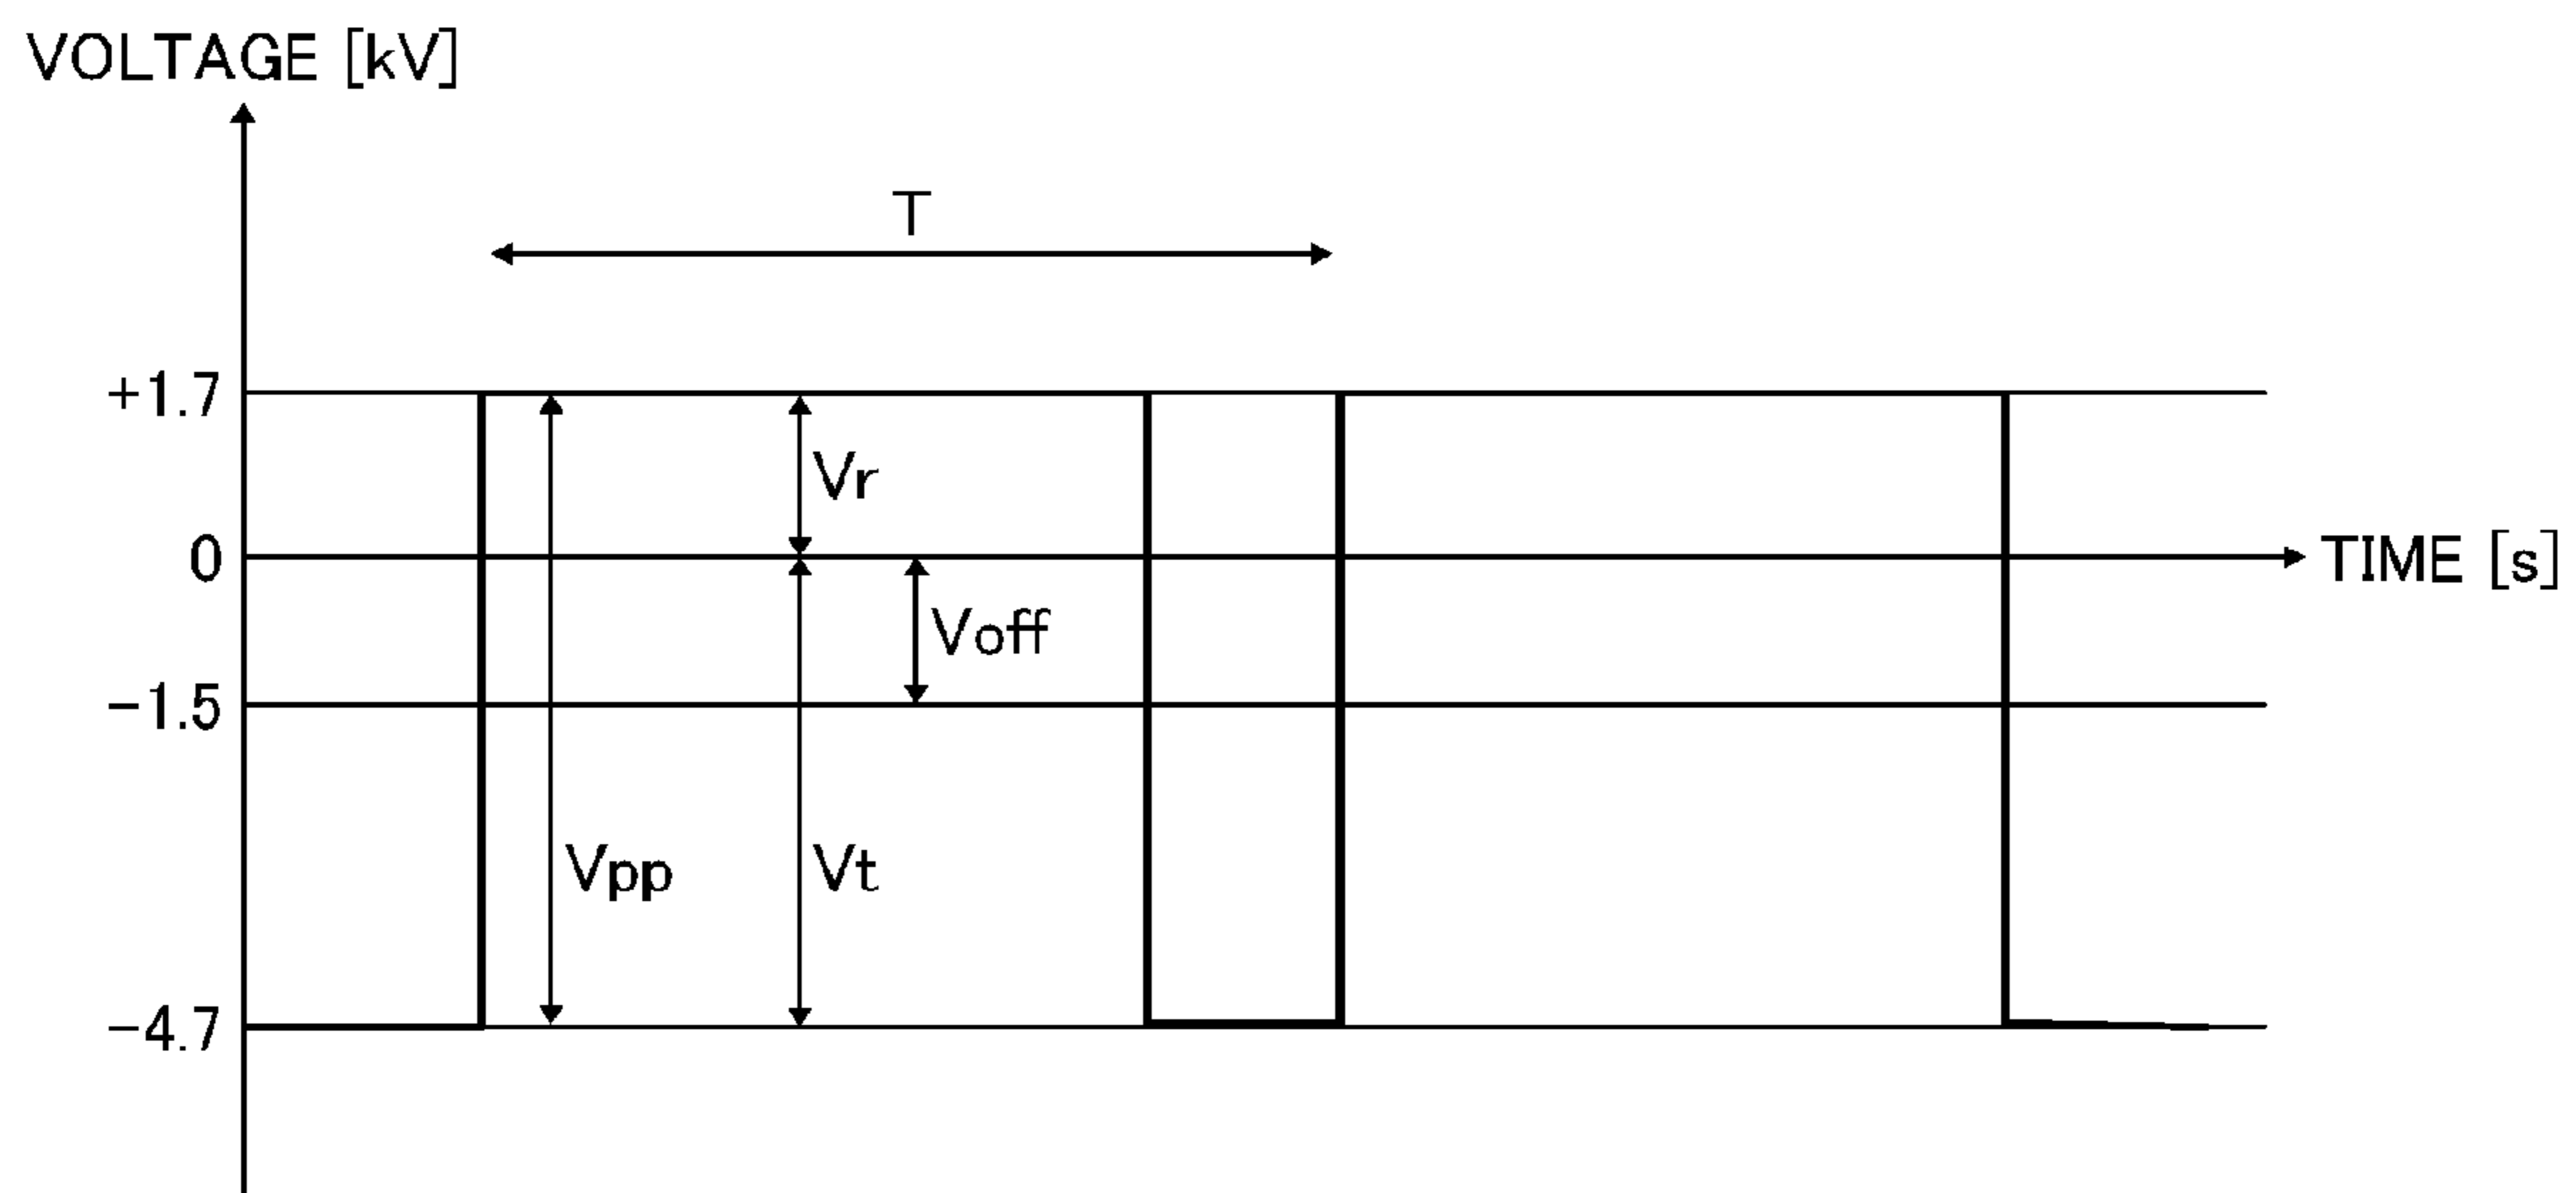 VOLTAGE [kV]
T
+1.7
Vr
0
TIME [s]
Voff
−1.5
Vpp
Vt
−4.7